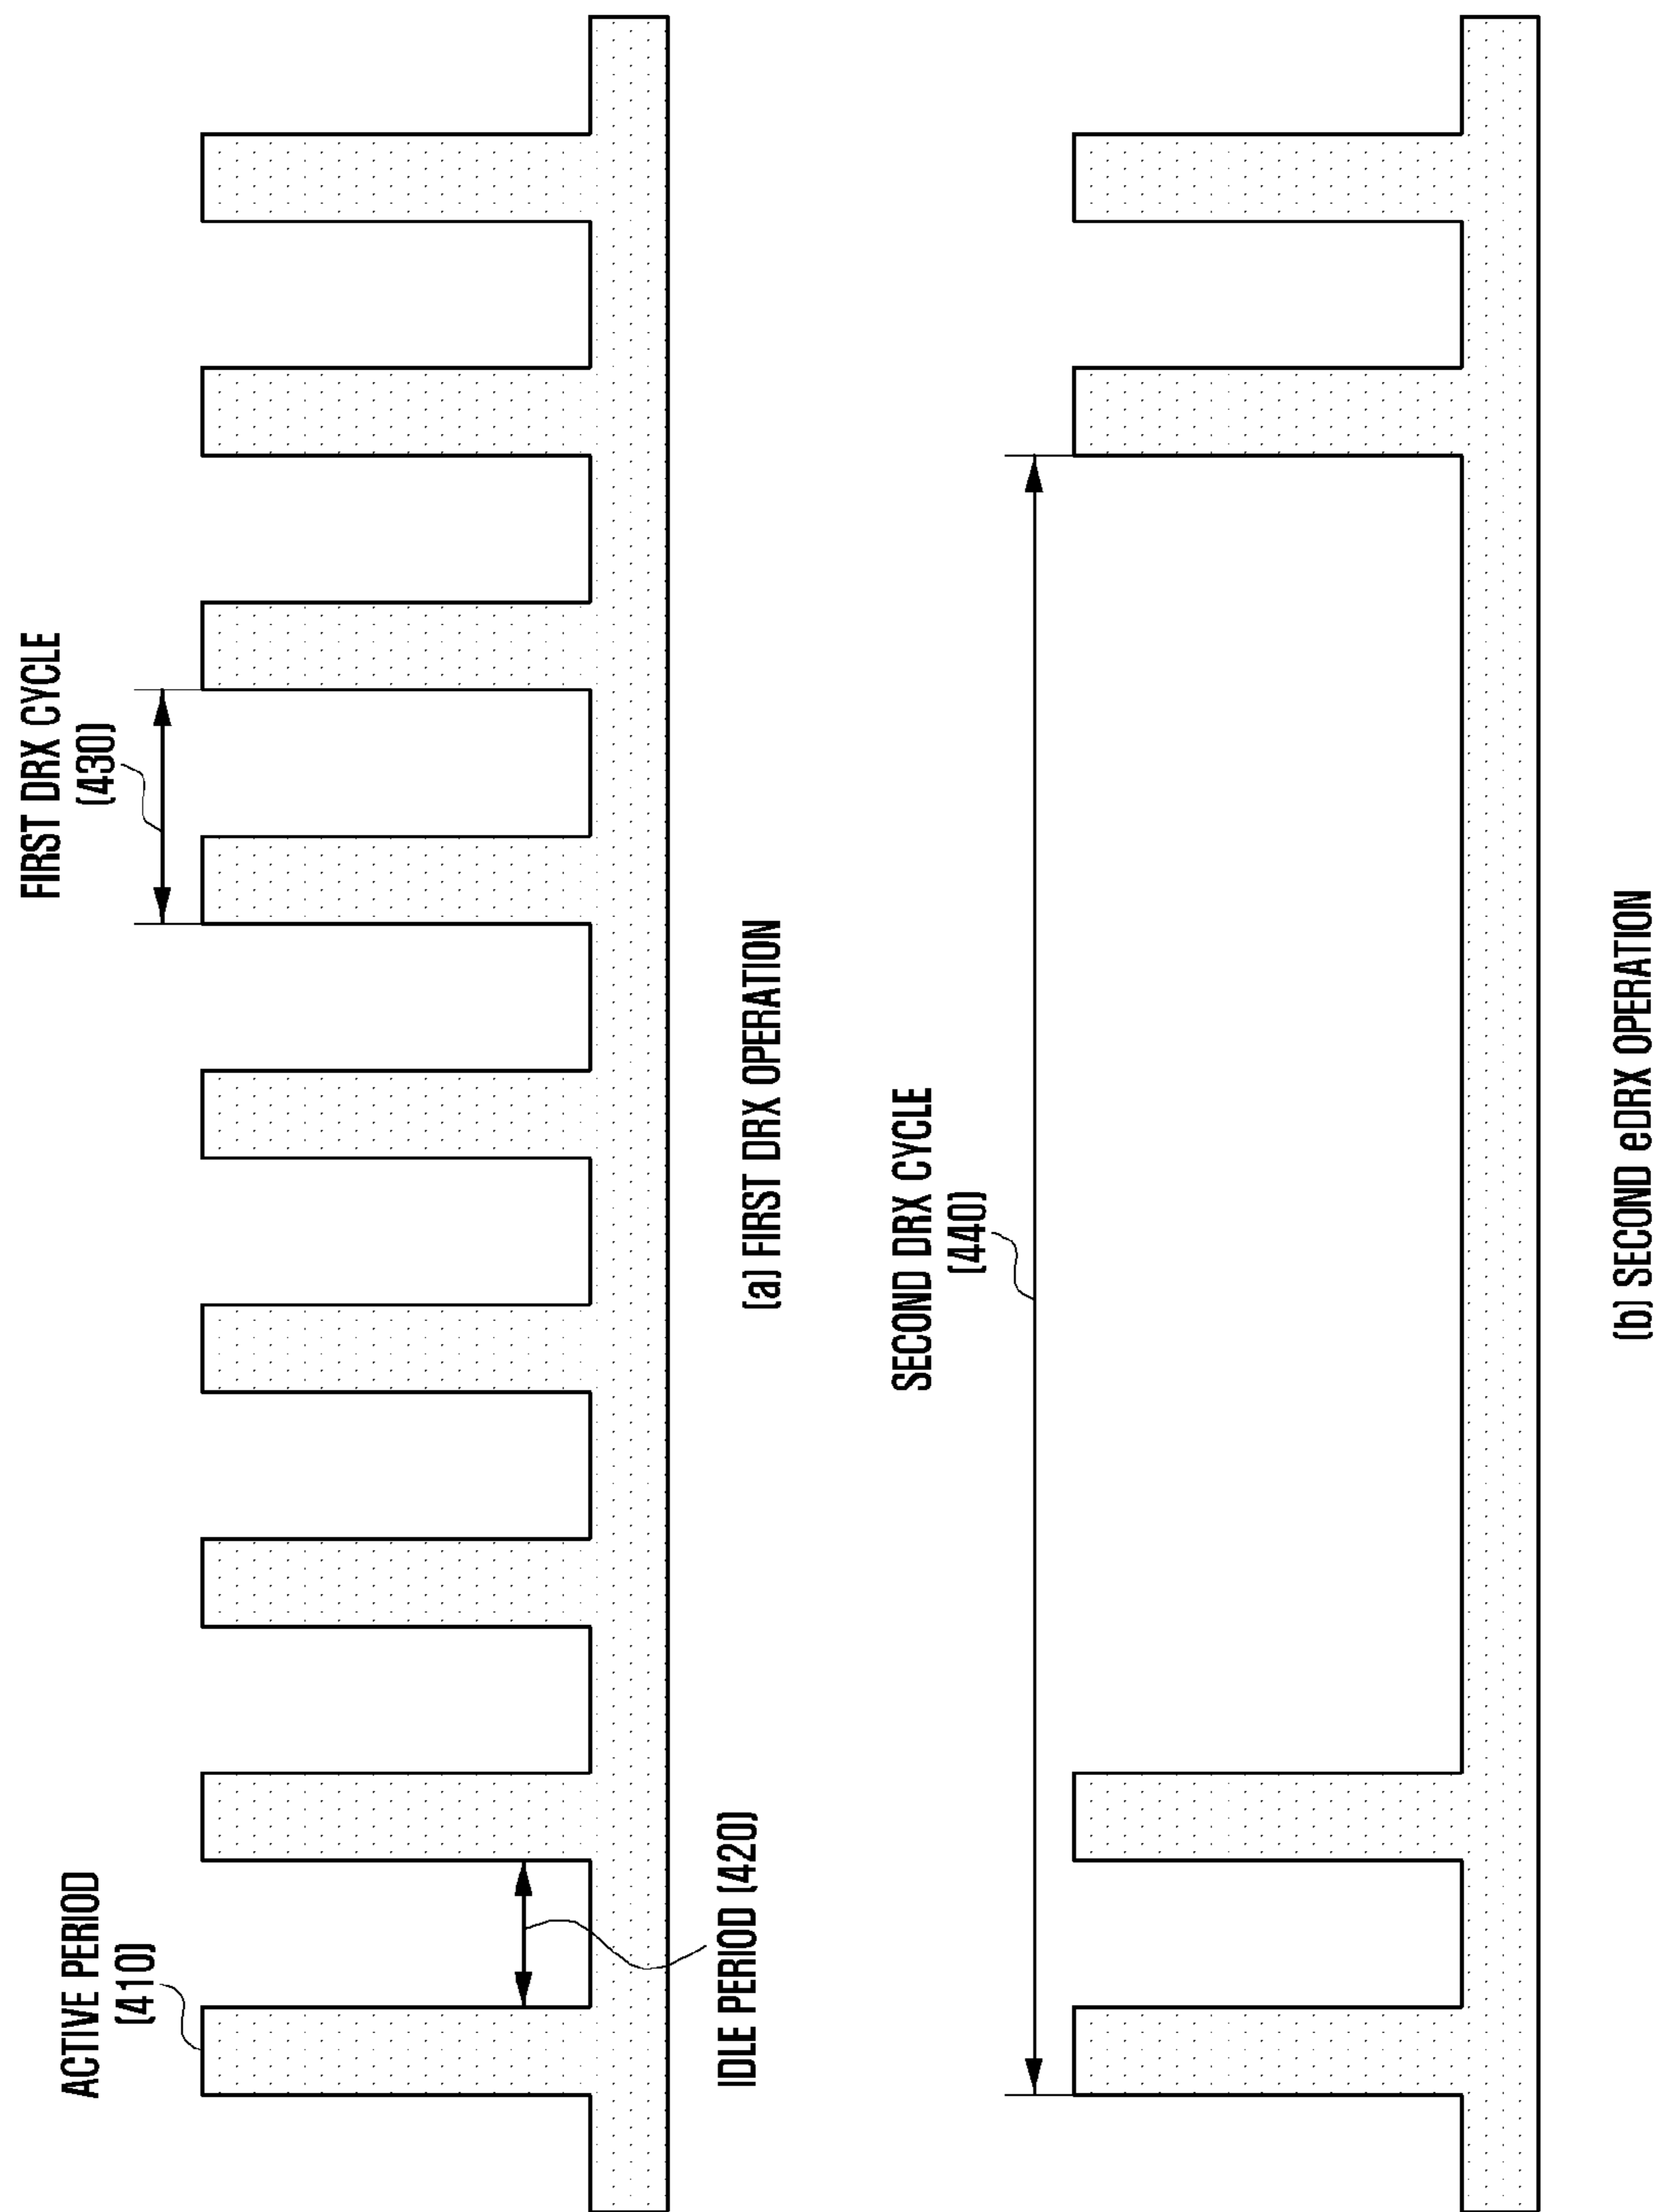 ACTIVE PERIOD
(410)
FIRST DRX CYCLE
(430)
IDLE PERIOD (420)
(a) FIRST DRX OPERATION
SECOND DRX CYCLE
(440)
(b) SECOND eDRX OPERATION